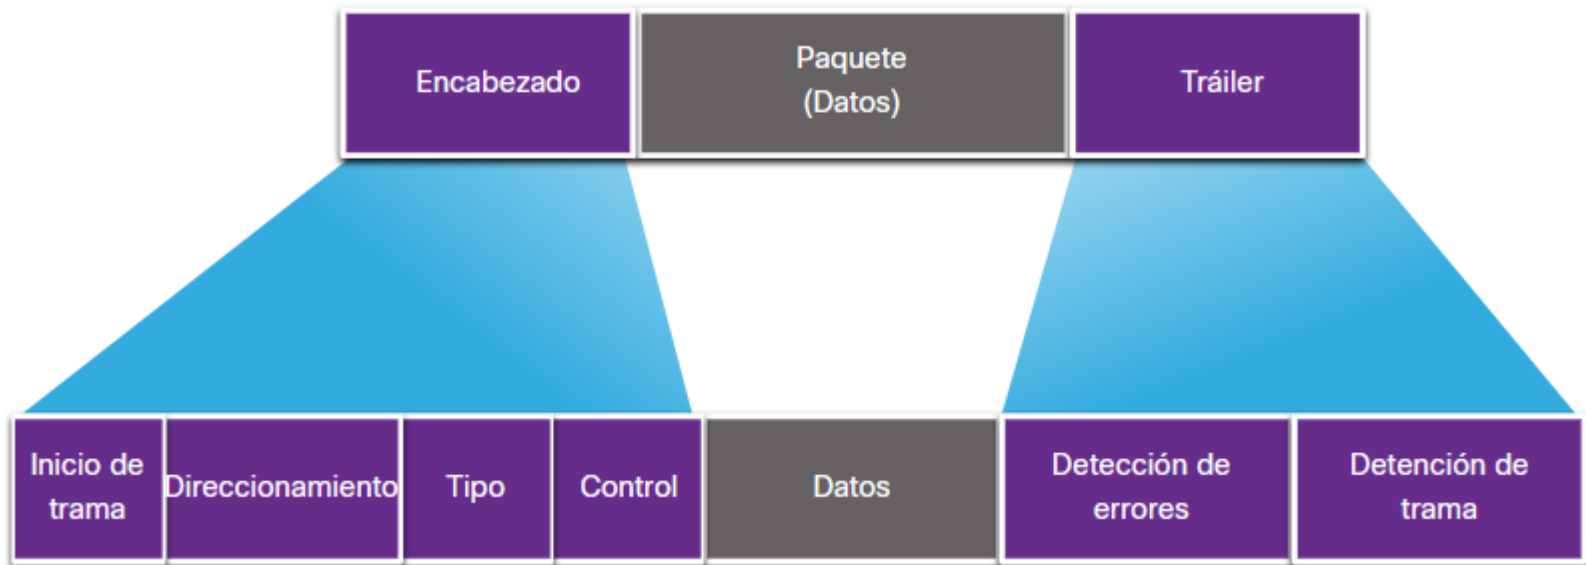 Encabezado
Paquete
(Datos)
Tráiler
Inicio de
trama
Direccionamiento
Tipo
Control
Datos
Detección de
errores
Detención de
trama